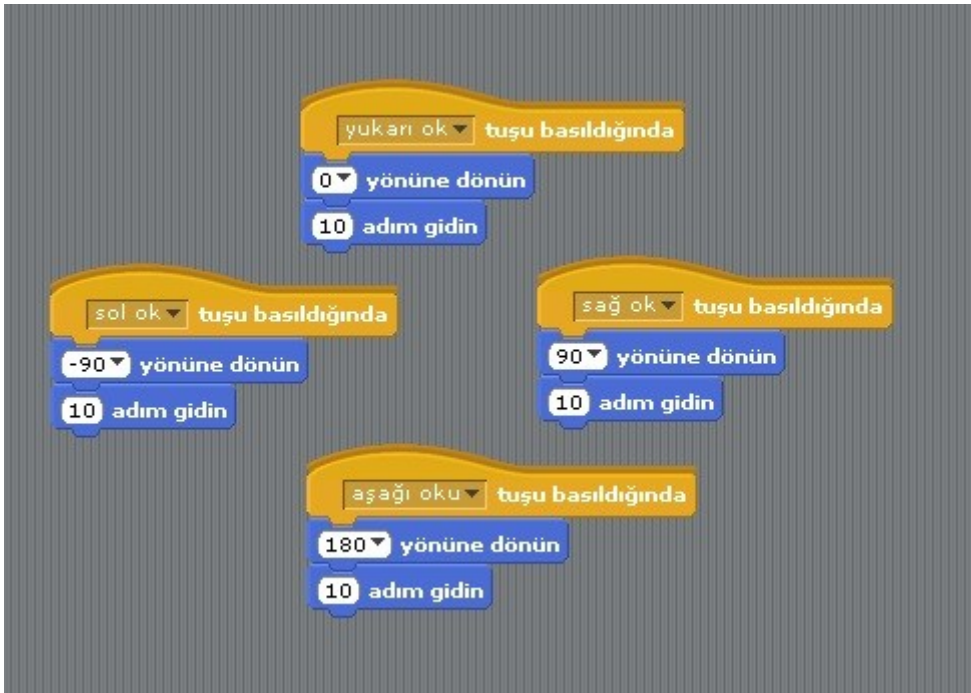 yukarı ok tuşu basıldığında
0 yönüne dönün
10 adım gidin
sol ok tuşu basıldığında
-90 yönüne dönün
10 adım gidin
sağ ok tuşu basıldığında
90 yönüne dönün
10 adım gidin
aşağı oku tuşu basıldığında
180 yönüne dönün
10 adım gidin